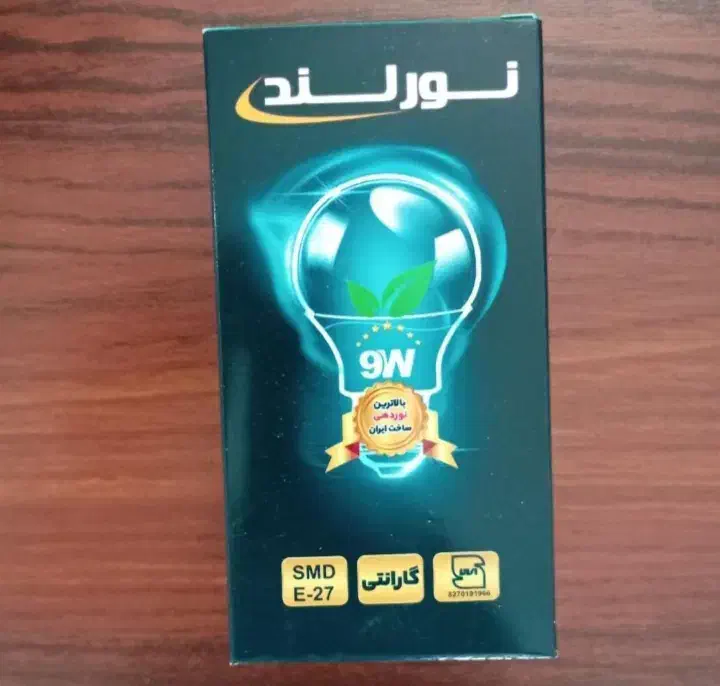 نورلند
9W
بالاترین
نوردهی
ساخت ایران
SMD
E-27
گارانتی